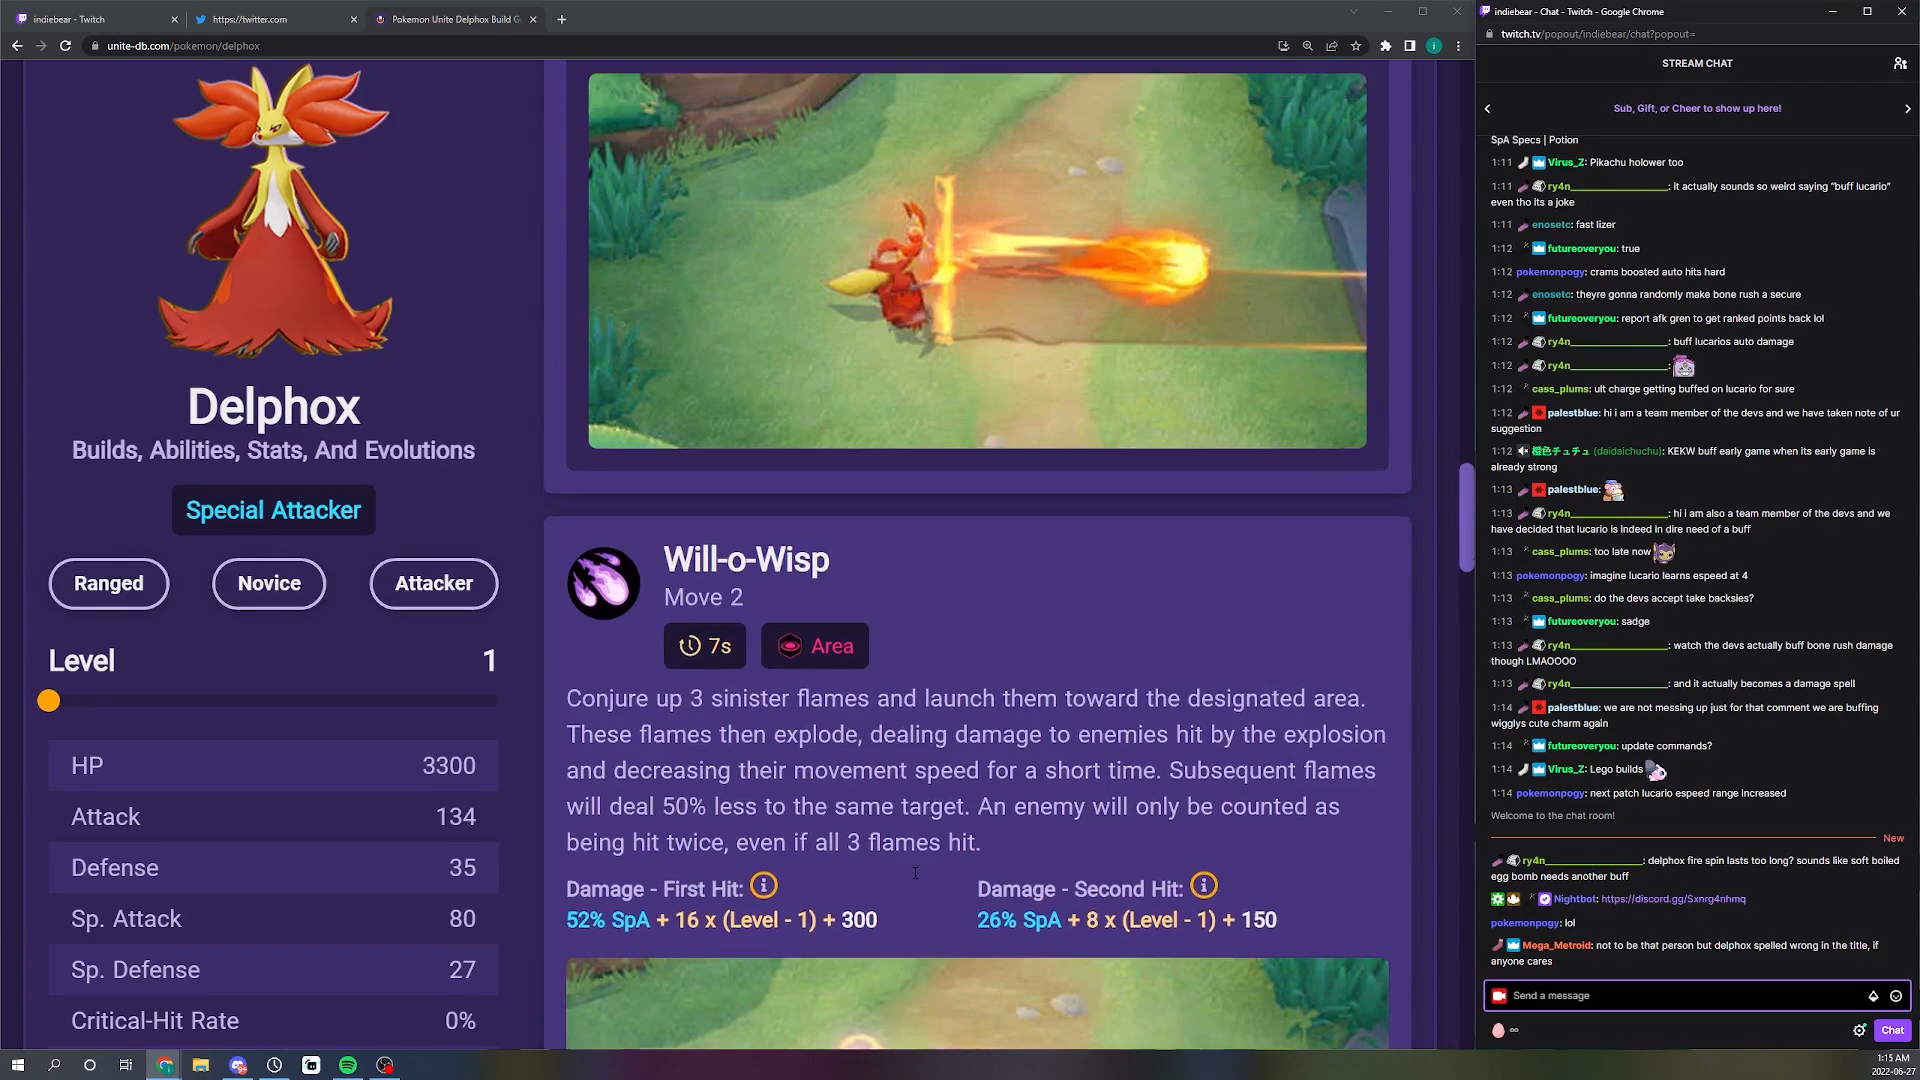 indiebear - Twitch
https://twitter.com
Pokemon Unite Delphox Build G
unite-db.com/pokemon/delphox
i
Delphox
Builds, Abilities, Stats, And Evolutions
Special Attacker
Ranged
Novice
Attacker
Level
1
HP
3300
Attack
134
Defense
35
Sp. Attack
80
Sp. Defense
27
Critical-Hit Rate
0%
Will-o-Wisp
Move 2
7s
Area
Conjure up 3 sinister flames and launch them toward the designated area.
These flames then explode, dealing damage to enemies hit by the explosion
and decreasing their movement speed for a short time. Subsequent flames
will deal 50% less to the same target. An enemy will only be counted as
being hit twice, even if all 3 flames hit.
Damage - First Hit:
52% SpA + 16 x (Level - 1) + 300
Damage - Second Hit:
26% SpA + 8 x (Level - 1) + 150
indiebear - Chat - Twitch - Google Chrome
twitch.tv/popout/indiebear/chat?popout=
STREAM CHAT
Sub, Gift, or Cheer to show up here!
SpA Specs | Potion
1:11 Virus_Z: Pikachu holower too
1:11 ry4n__________________: it actually sounds so weird saying "buff lucario"
even tho its a joke
1:11 enosetc: fast lizer
1:12 futureoveryou: true
1:12 pokemonpogy: crams boosted auto hits hard
1:12 enosetc: theyre gonna randomly make bone rush a secure
1:12 futureoveryou: report afk gren to get ranked points back lol
1:12 ry4n__________________: buff lucarios auto damage
1:12 ry4n__________________:
1:12 cass_plums: ult charge getting buffed on lucario for sure
1:12 palestblue: hi i am a team member of the devs and we have taken note of ur
suggestion
1:12 橙色チュチュ (daidaichuchu): KEKW buff early game when its early game is
already strong
1:13 palestblue:
1:13 ry4n__________________: hi i am also a team member of the devs and we
have decided that lucario is indeed in dire need of a buff
1:13 cass_plums: too late now
1:13 pokemonpogy: imagine lucario learns espeed at 4
1:13 cass_plums: do the devs accept take backsies?
1:13 futureoveryou: sadge
1:13 ry4n__________________: watch the devs actually buff bone rush damage
though LMAOOOO
1:13 ry4n__________________: and it actually becomes a damage spell
1:14 palestblue: we are not messing up just for that comment we are buffing
wigglys cute charm again
1:14 futureoveryou: update commands?
1:14 Virus_Z: Lego builds
1:14 pokemonpogy: next patch lucario espeed range increased
Welcome to the chat room!
New
ry4n__________________: delphox fire spin lasts too long? sounds like soft boiled
egg bomb needs another buff
Nightbot: https://discord.gg/Sxnrg4nhmq
pokemonpogy: lol
Mega_Metroid: not to be that person but delphox spelled wrong in the title, if
anyone cares
Send a message
∞
Chat
1:15 AM
2022-06-27